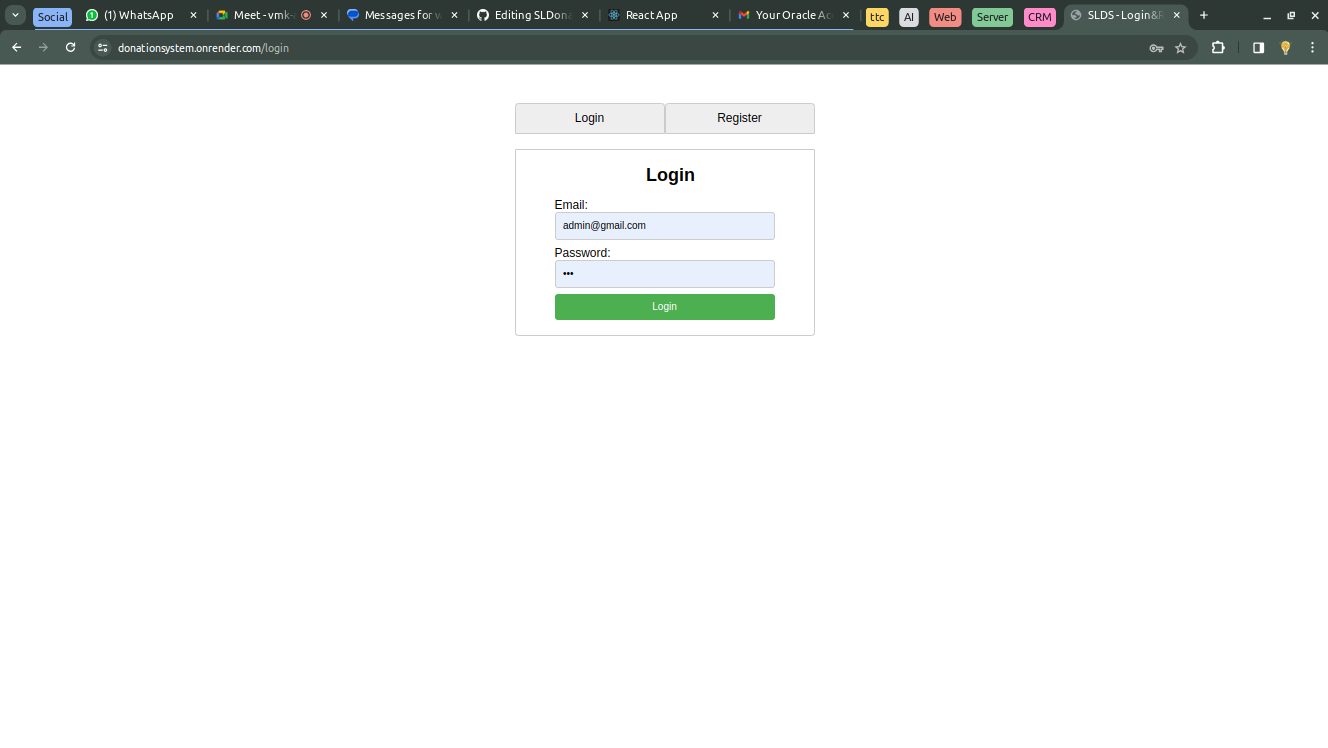 Social
(1) WhatsApp
Meet - vmk-
Messages for
Editing SLDona
React App
Your Oracle Ac
ttc
AI
Web
Server
CRM
SLDS - Login&R
donationsystem.onrender.com/login
Login Register
Login
Email:
admin@gmail.com
Password:
•••
Login